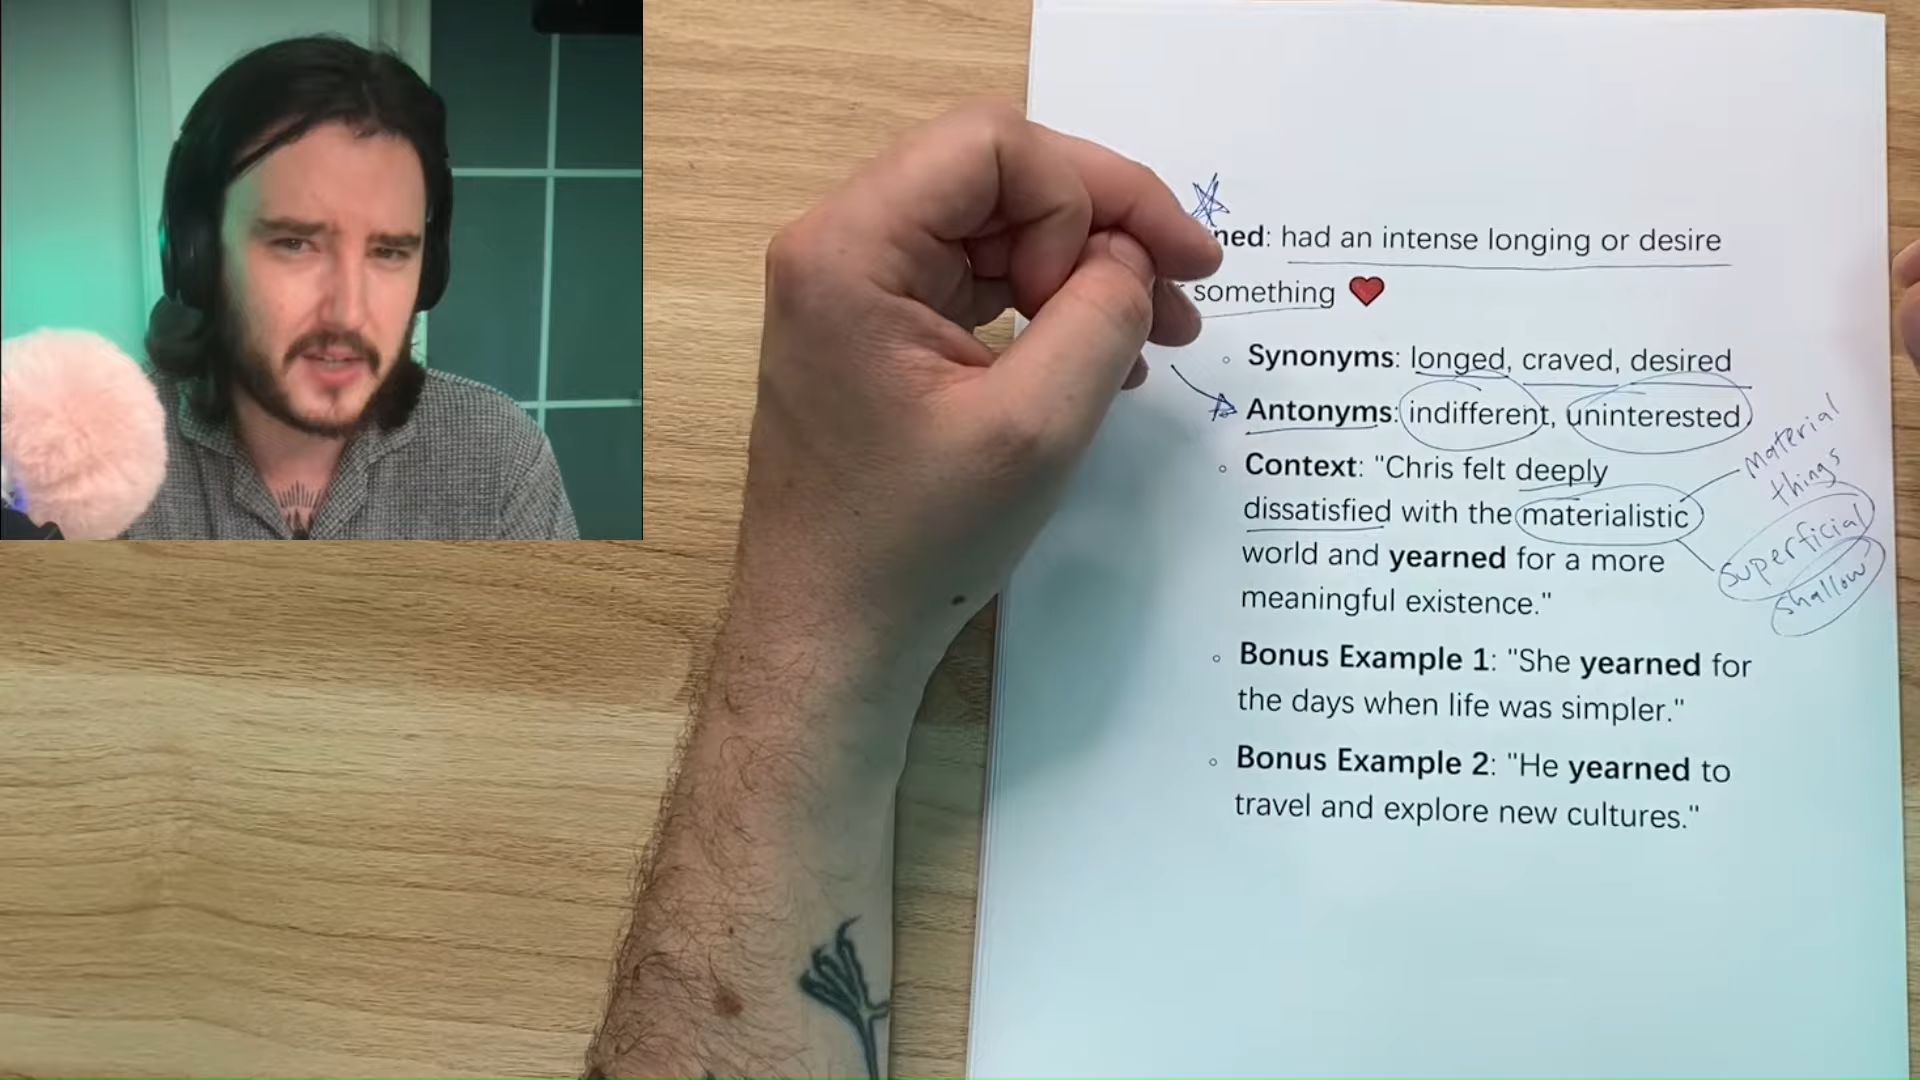 ned: had an intense longing or desire
something ❤️
◦ Synonyms: longed, craved, desired
Antonyms: indifferent, uninterested
◦ Context: "Chris felt deeply
dissatisfied with the materialistic
world and yearned for a more
meaningful existence."
◦ Bonus Example 1: "She yearned for
the days when life was simpler."
◦ Bonus Example 2: "He yearned to
travel and explore new cultures."
Material
things
superficial
shallow